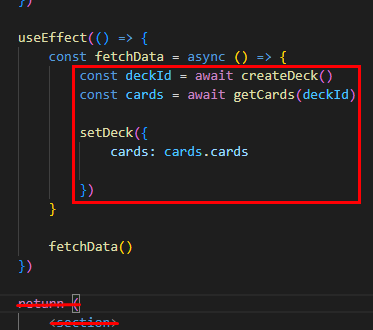 })
useEffect(() => {
const fetchData = async () => {
const deckId = await createDeck()
const cards = await getCards(deckId)
setDeck({
cards: cards.cards
})
}
fetchData()
})
return (
<section>